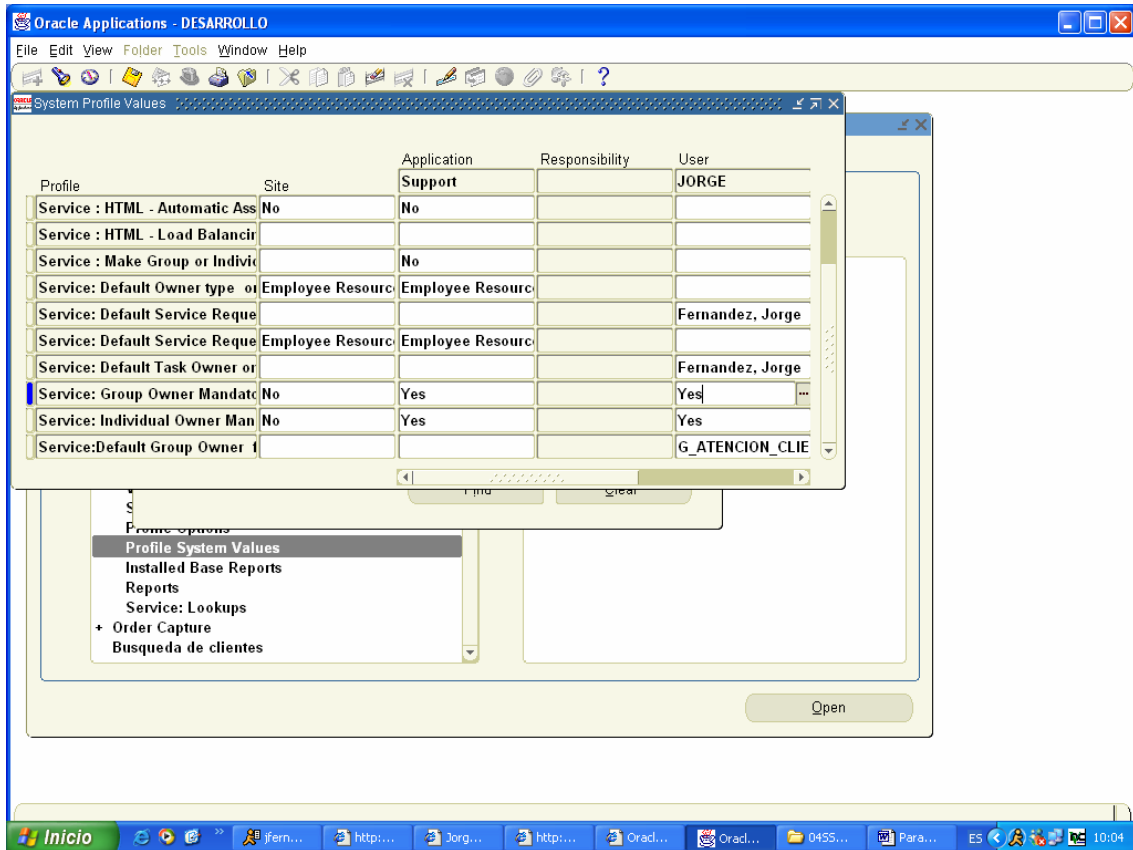 Oracle Applications - DESARROLLO
File Edit View Folder Tools Window Help
System Profile Values
Application Responsibility User
Profile Site Support JORGE
Service : HTML - Automatic Ass No No
Service : HTML - Load Balancin
Service : Make Group or Individ No
Service: Default Owner type or Employee Resourc Employee Resourc
Service: Default Service Reque Fernandez, Jorge
Service: Default Service Reque Employee Resourc Employee Resourc
Service: Default Task Owner or Fernandez, Jorge
Service: Group Owner Mandato No Yes Yes
Service: Individual Owner Man No Yes Yes
Service:Default Group Owner f G_ATENCION_CLIE
Find Clear
Profile Options
Profile System Values
Installed Base Reports
Reports
Service: Lookups
+ Order Capture
Busqueda de clientes
Open
Inicio jfern... http:... Jorg... http:... Oracl... Oracl... 0455... Para... ES 10:04